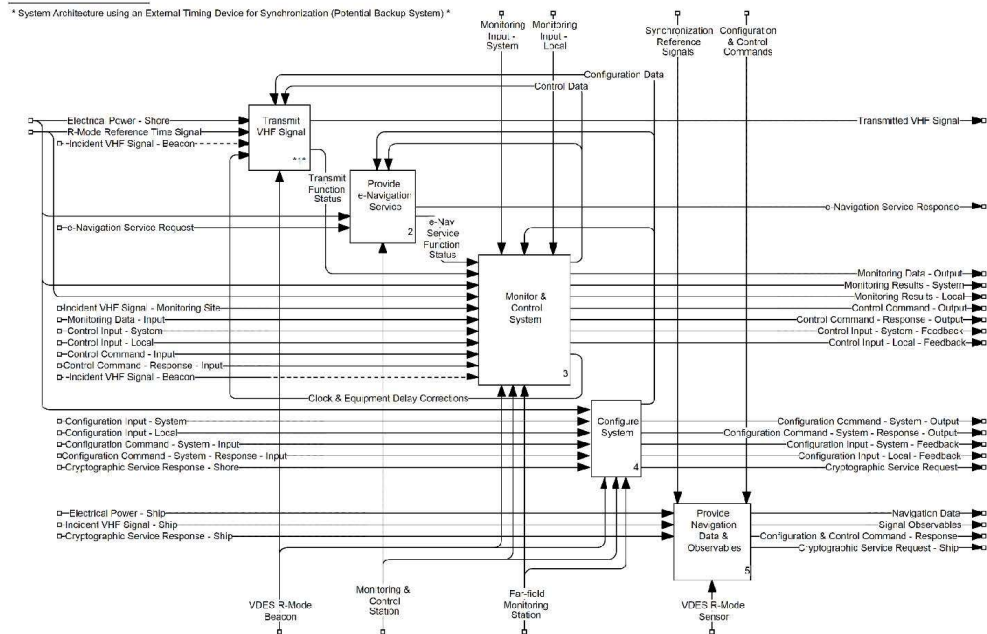 * System Architecture using an External Timing Device for Synchronization (Potential Backup System) *
Monitoring
Input -
System
Monitoring
Input -
Local
Synchronization
Reference
Signals
Configuration
& Control
Commands
Configuration Data
Control Data
Electrical Power - Shore
R-Mode Reference Time Signal
Incident VHF Signal - Beacon
Transmit
VHF Signal
*1*
Transmitted VHF Signal
Transmit
Function
Status
Provide
e-Navigation
Service
2
e-Navigation Service Response
e-Navigation Service Request
e-Nav
Service
Function
Status
Incident VHF Signal - Monitoring Site
Monitoring Data - Input
Control Input - System
Control Input - Local
Control Command - Input
Control Command - Response - Input
Incident VHF Signal - Beacon
Monitor &
Control
System
3
Monitoring Data - Output
Monitoring Results - System
Monitoring Results - Local
Control Command - Output
Control Command - Response - Output
Control Input - System - Feedback
Control Input - Local - Feedback
Clock & Equipment Delay Corrections
Configuration Input - System
Configuration Input - Local
Configuration Command - System - Input
Configuration Command - System - Response - Input
Cryptographic Service Response - Shore
Configure
System
4
Configuration Command - System - Output
Configuration Command - System - Response - Output
Configuration Input - System - Feedback
Configuration Input - Local - Feedback
Cryptographic Service Request
Electrical Power - Ship
Incident VHF Signal - Ship
Cryptographic Service Response - Ship
Provide
Navigation
Data &
Observables
5
Navigation Data
Signal Observables
Configuration & Control Command - Response
Cryptographic Service Request - Ship
VDES R-Mode
Beacon
Monitoring &
Control
Station
Far-field
Monitoring
Station
VDES R-Mode
Sensor